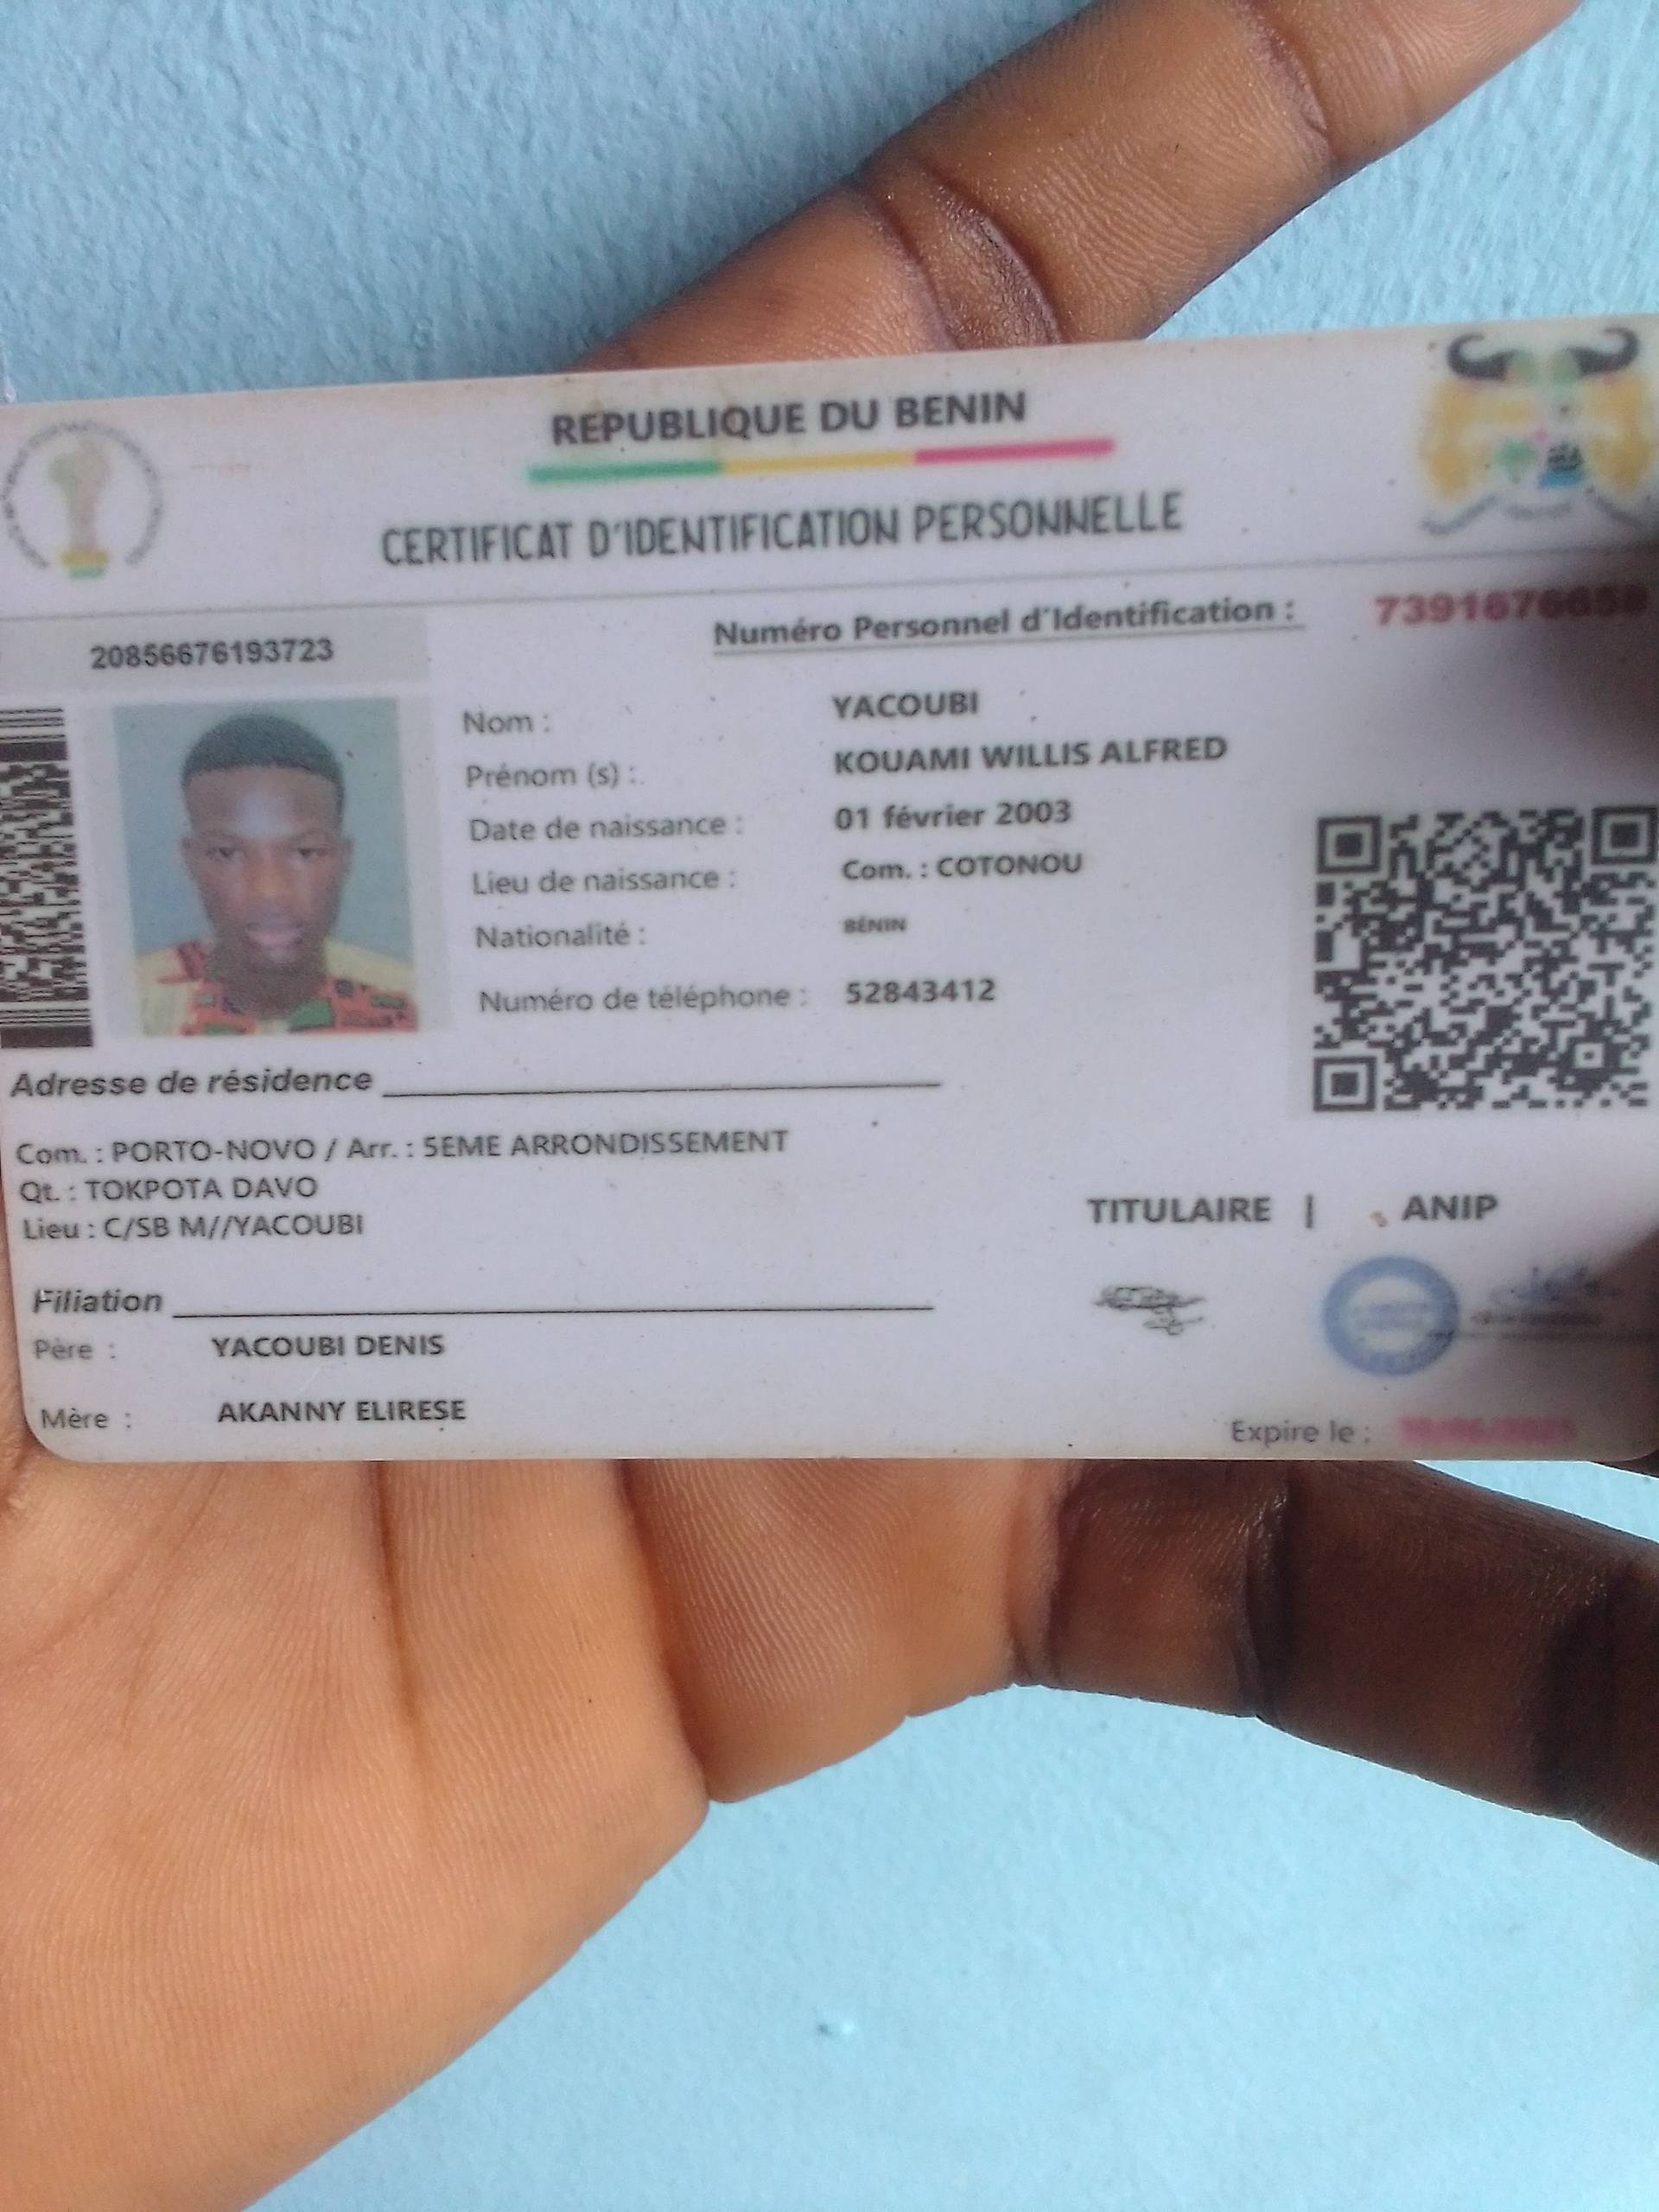 REPUBLIQUE DU BENIN
CERTIFICAT D'IDENTIFICATION PERSONNELLE
Numéro Personnel d'Identification :
20856676193723
Nom : YACOUBI
Prénom (s) : KOUAMI WILLIS ALFRED
Date de naissance : 01 février 2003
Lieu de naissance : Com. : COTONOU
Nationalité : BÉNIN
Numéro de téléphone : 52843412
Adresse de résidence
Com. : PORTO-NOVO / Arr. : 5EME ARRONDISSEMENT
Qt. : TOKPOTA DAVO
Lieu : C/SB M//YACOUBI
TITULAIRE | ANIP
Filiation
Père : YACOUBI DENIS
Mère : AKANNY ELIRESE
Expire le :